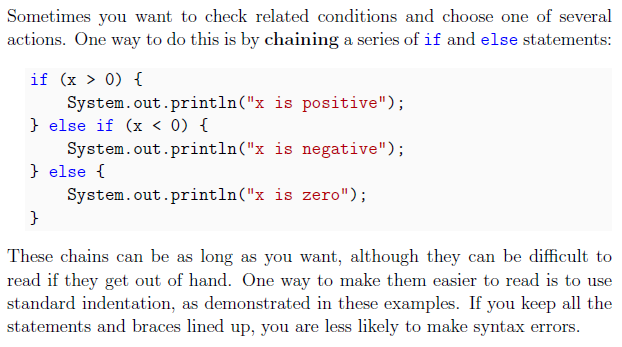 Sometimes you want to check related conditions and choose one of several
actions. One way to do this is by chaining a series of if and else statements:
if (x > 0) {
    System.out.println("x is positive");
} else if (x < 0) {
    System.out.println("x is negative");
} else {
    System.out.println("x is zero");
}
These chains can be as long as you want, although they can be difficult to
read if they get out of hand. One way to make them easier to read is to use
standard indentation, as demonstrated in these examples. If you keep all the
statements and braces lined up, you are less likely to make syntax errors.